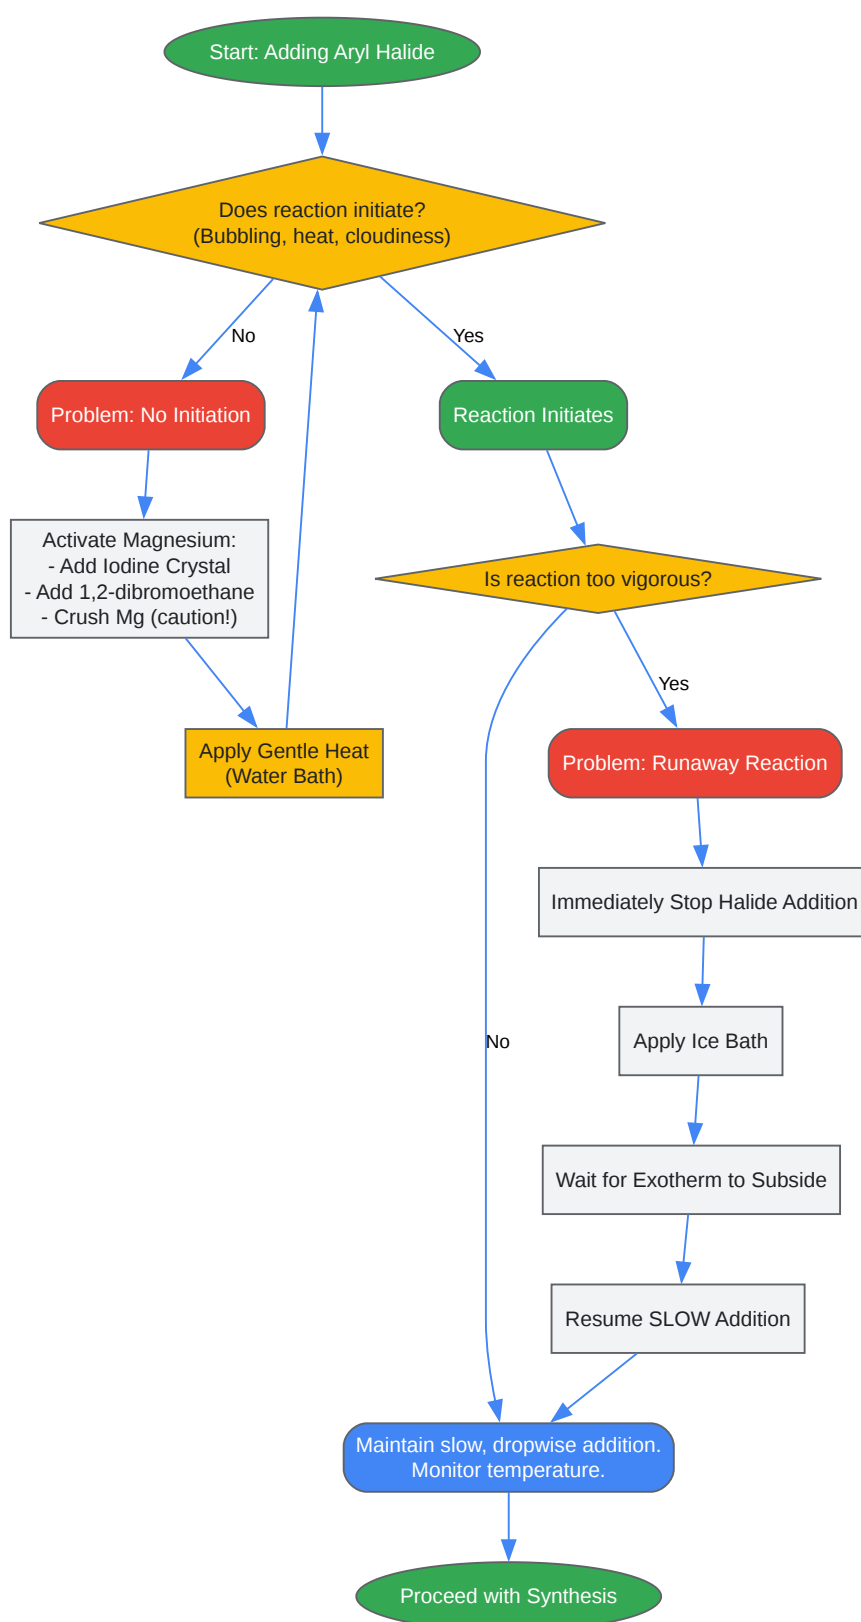 Start: Adding Aryl Halide
Does reaction initiate?
(Bubbling, heat, cloudiness)
No
Yes
Problem: No Initiation
Reaction Initiates
Activate Magnesium:
- Add Iodine Crystal
- Add 1,2-dibromoethane
- Crush Mg (caution!)
Is reaction too vigorous?
Yes
Apply Gentle Heat
(Water Bath)
Problem: Runaway Reaction
Immediately Stop Halide Addition
No
Apply Ice Bath
Wait for Exotherm to Subside
Resume SLOW Addition
Maintain slow, dropwise addition.
Monitor temperature.
Proceed with Synthesis